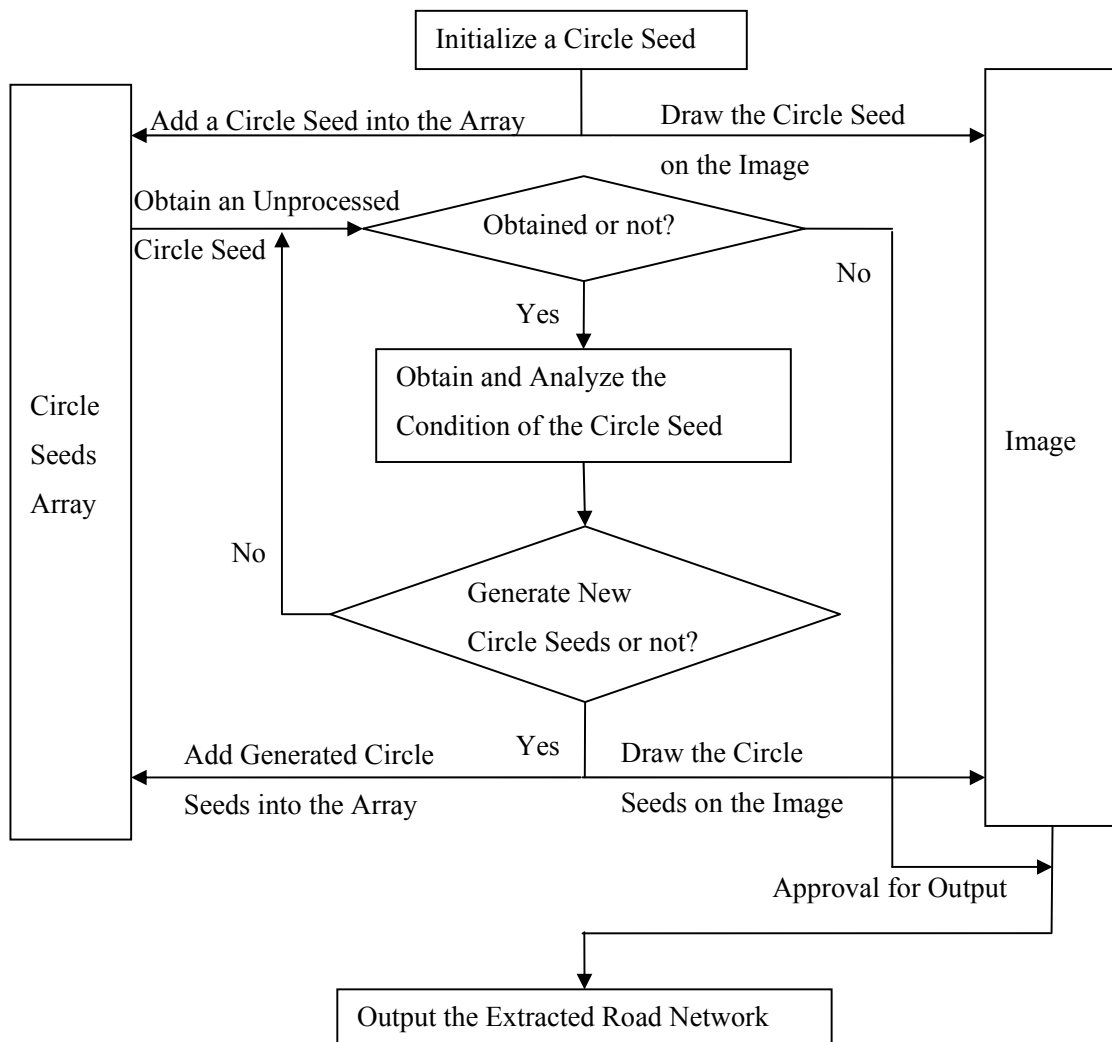 Initialize a Circle Seed
Add a Circle Seed into the Array
Draw the Circle Seed
on the Image
Obtain an Unprocessed
Circle Seed
Obtained or not?
No
Yes
Obtain and Analyze the
Condition of the Circle Seed
Circle
Seeds
Array
Image
No
Generate New
Circle Seeds or not?
Yes
Add Generated Circle
Seeds into the Array
Draw the Circle
Seeds on the Image
Approval for Output
Output the Extracted Road Network